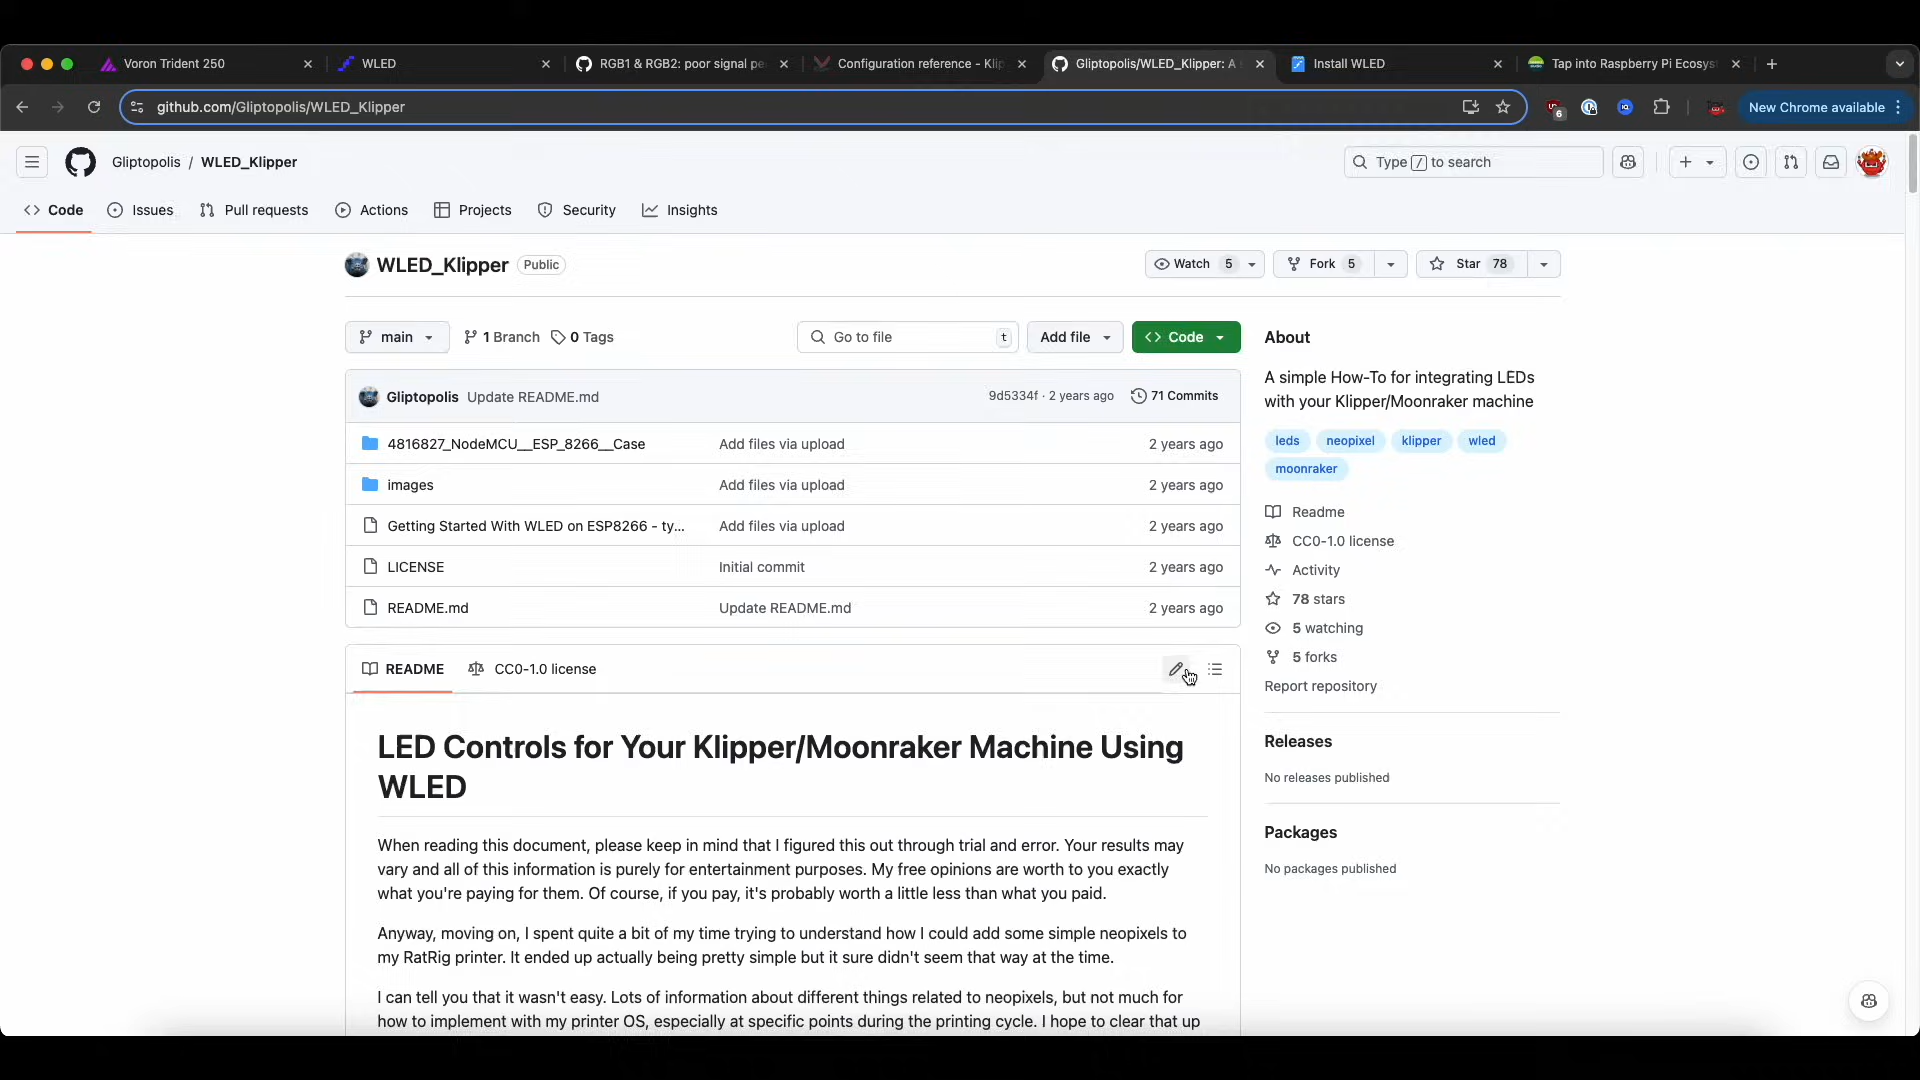 Voron Trident 250
WLED
RGB1 & RGB2: poor signal pe
Configuration reference - Klip
Gliptopolis/WLED_Klipper: A s
Install WLED
Tap into Raspberry Pi Ecosys
github.com/Gliptopolis/WLED_Klipper
6
New Chrome available
Gliptopolis / WLED_Klipper
Type / to search
Code
Issues
Pull requests
Actions
Projects
Security
Insights
WLED_Klipper
Public
Watch 5
Fork 5
Star 78
main
1 Branch
0 Tags
Go to file
t
Add file
Code
Gliptopolis Update README.md
9d5334f · 2 years ago
71 Commits
4816827_NodeMCU__ESP_8266__Case Add files via upload 2 years ago
images Add files via upload 2 years ago
Getting Started With WLED on ESP8266 - ty... Add files via upload 2 years ago
LICENSE Initial commit 2 years ago
README.md Update README.md 2 years ago
README
CC0-1.0 license
LED Controls for Your Klipper/Moonraker Machine Using
WLED
When reading this document, please keep in mind that I figured this out through trial and error. Your results may
vary and all of this information is purely for entertainment purposes. My free opinions are worth to you exactly
what you're paying for them. Of course, if you pay, it's probably worth a little less than what you paid.
Anyway, moving on, I spent quite a bit of my time trying to understand how I could add some simple neopixels to
my RatRig printer. It ended up actually being pretty simple but it sure didn't seem that way at the time.
I can tell you that it wasn't easy. Lots of information about different things related to neopixels, but not much for
how to implement with my printer OS, especially at specific points during the printing cycle. I hope to clear that up
About
A simple How-To for integrating LEDs
with your Klipper/Moonraker machine
leds
neopixel
klipper
wled
moonraker
Readme
CC0-1.0 license
Activity
78 stars
5 watching
5 forks
Report repository
Releases
No releases published
Packages
No packages published